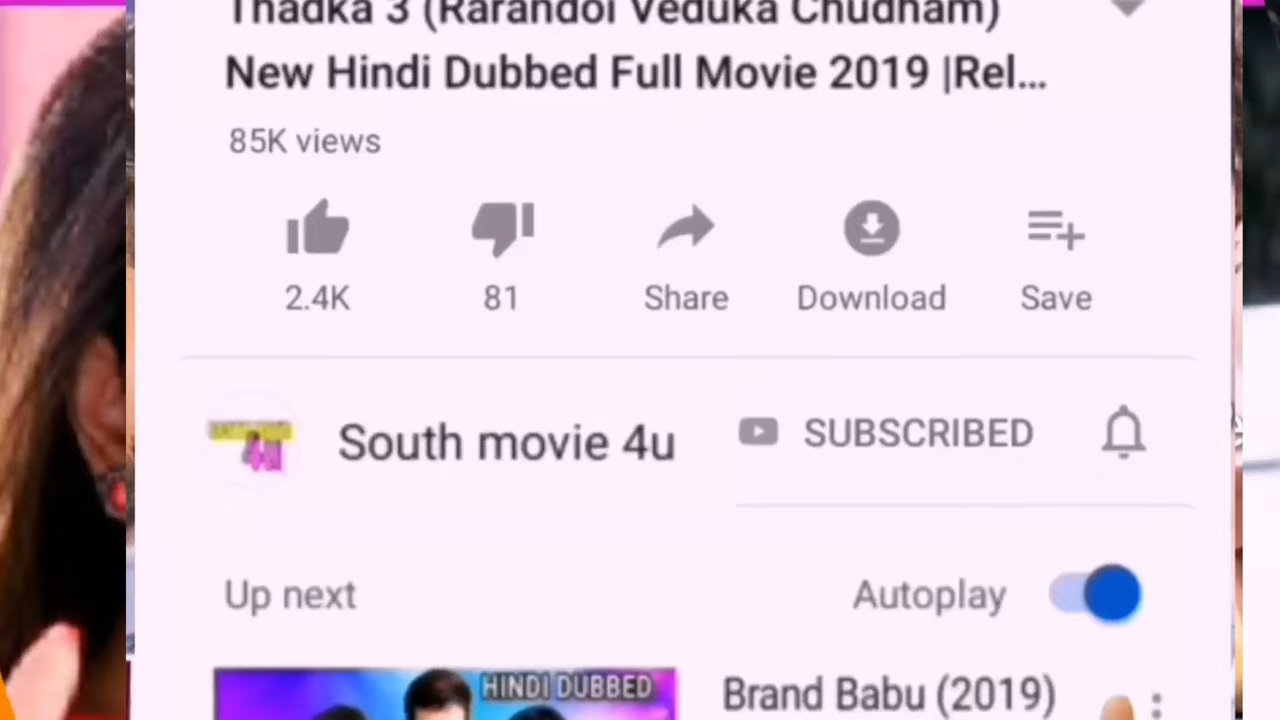 Thadka 3 (Rarandoi Veduka Chudham)
New Hindi Dubbed Full Movie 2019 |Rel...
85K views
2.4K
81
Share
Download
Save
South movie 4u
SUBSCRIBED
Up next
Autoplay
HINDI DUBBED
Brand Babu (2019)